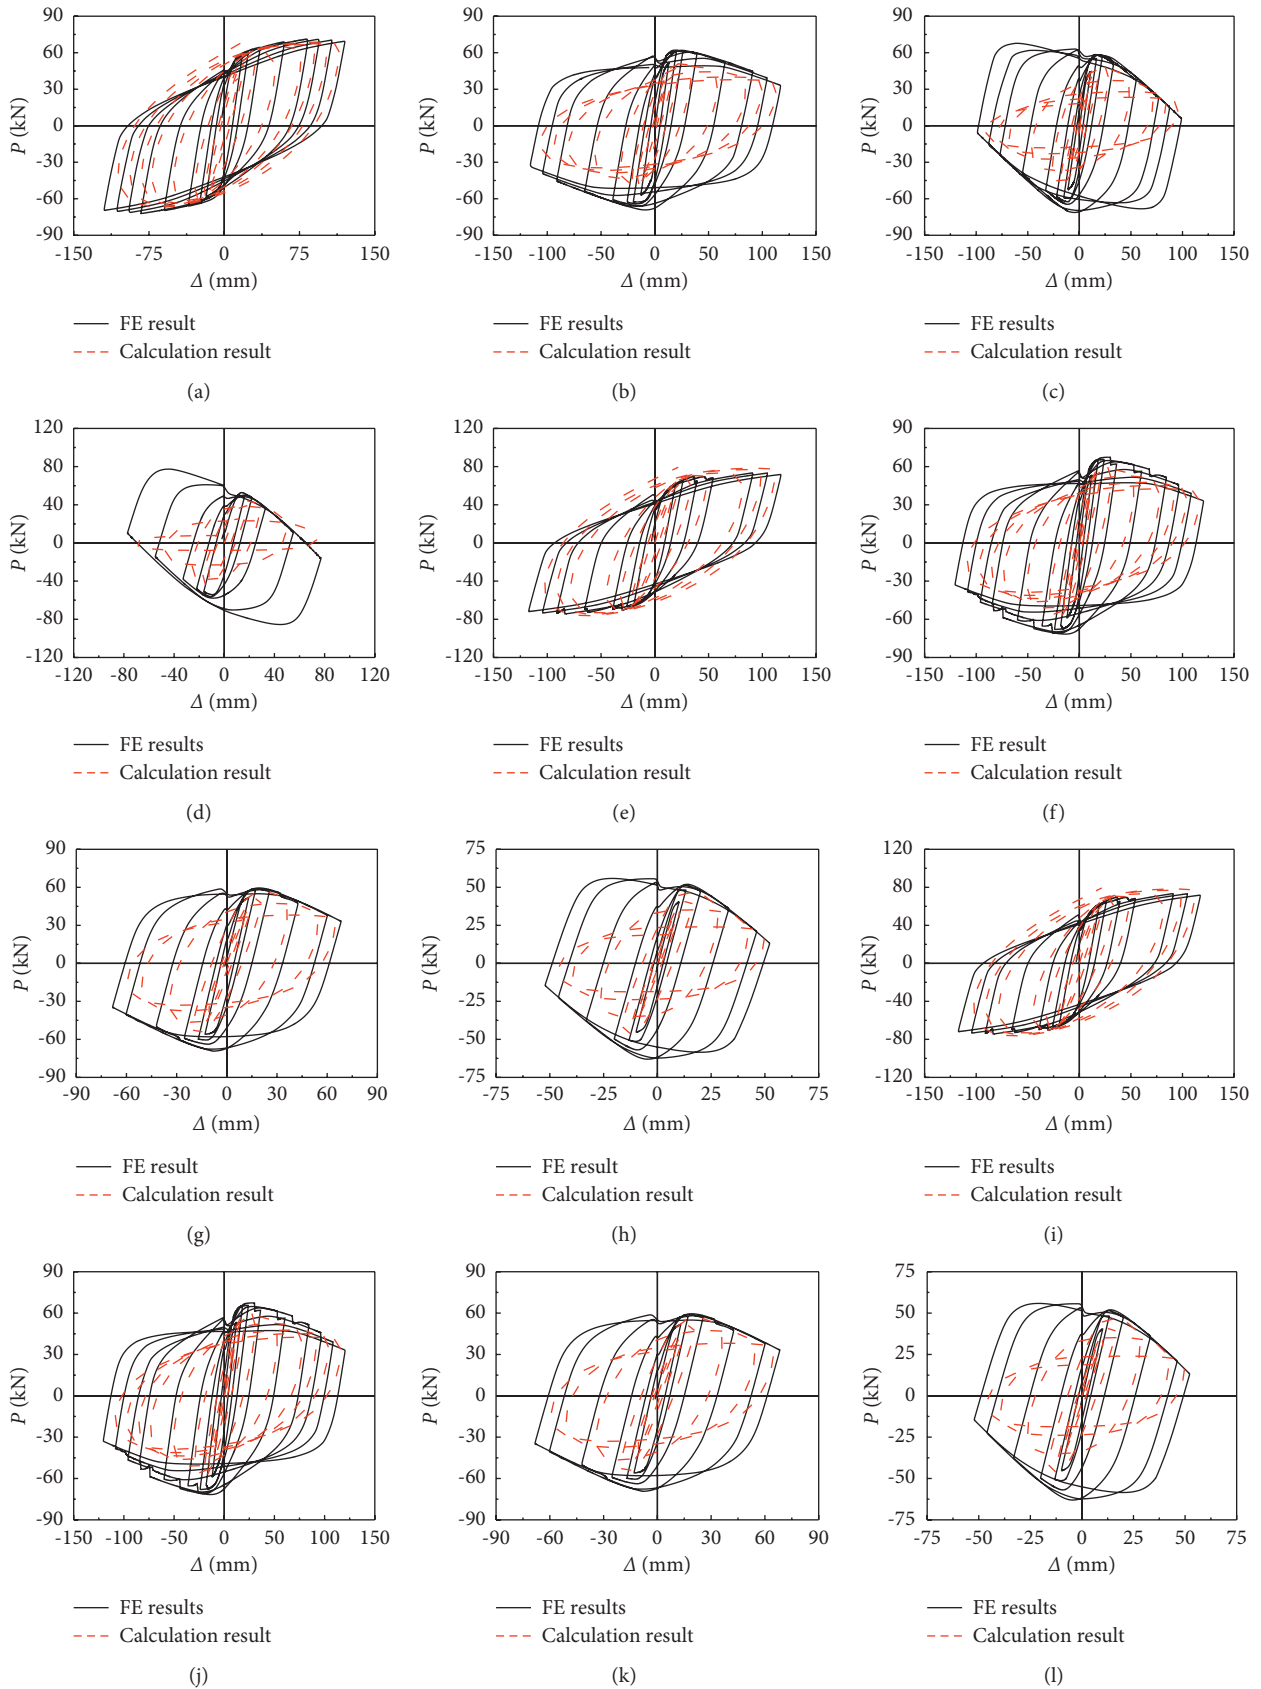 90
60
30
0
-30
-60
-90
P (kN)
-150 -75 0 75 150
Δ (mm)
FE result
Calculation result
(a)
90
60
30
0
-30
-60
-90
P (kN)
-150 -100 -50 0 50 100 150
Δ (mm)
FE results
Calculation result
(b)
90
60
30
0
-30
-60
-90
P (kN)
-150 -100 -50 0 50 100 150
Δ (mm)
FE results
Calculation result
(c)
120
80
40
0
-40
-80
-120
P (kN)
-120 -80 -40 0 40 80 120
Δ (mm)
FE results
Calculation result
(d)
120
80
40
0
-40
-80
-120
P (kN)
-150 -100 -50 0 50 100 150
Δ (mm)
FE results
Calculation result
(e)
90
60
30
0
-30
-60
-90
P (kN)
-150 -100 -50 0 50 100 150
Δ (mm)
FE result
Calculation result
(f)
90
60
30
0
-30
-60
-90
P (kN)
-90 -60 -30 0 30 60 90
Δ (mm)
FE result
Calculation result
(g)
75
50
25
0
-25
-50
-75
P (kN)
-75 -50 -25 0 25 50 75
Δ (mm)
FE result
Calculation result
(h)
120
80
40
0
-40
-80
-120
P (kN)
-150 -100 -50 0 50 100 150
Δ (mm)
FE results
Calculation result
(i)
90
60
30
0
-30
-60
-90
P (kN)
-150 -100 -50 0 50 100 150
Δ (mm)
FE results
Calculation result
(j)
90
60
30
0
-30
-60
-90
P (kN)
-90 -60 -30 0 30 60 90
Δ (mm)
FE results
Calculation result
(k)
75
50
25
0
-25
-50
-75
P (kN)
-75 -50 -25 0 25 50 75
Δ (mm)
FE results
Calculation result
(l)